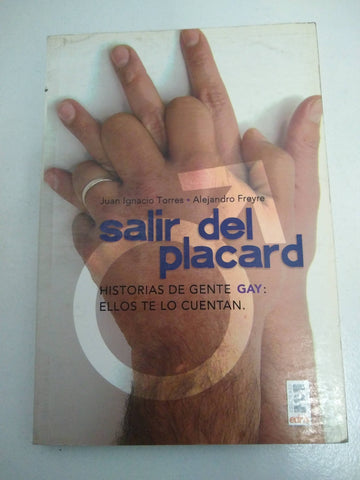 Juan Ignacio Torres • Alejandro Freyre
salir del
placard
HISTORIAS DE GENTE GAY:
ELLOS TE LO CUENTAN.